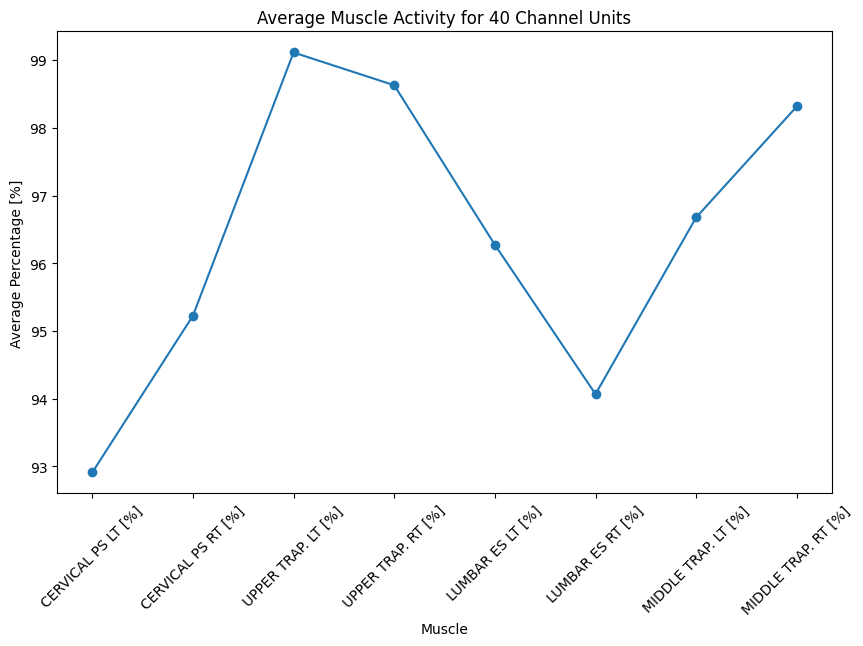 Average Muscle Activity for 40 Channel Units
Average Percentage [%]
99
98
97
96
95
94
93
CERVICAL PS LT [%]
CERVICAL PS RT [%]
UPPER TRAP. LT [%]
UPPER TRAP. RT [%]
LUMBAR ES LT [%]
LUMBAR ES RT [%]
MIDDLE TRAP. LT [%]
MIDDLE TRAP. RT [%]
Muscle